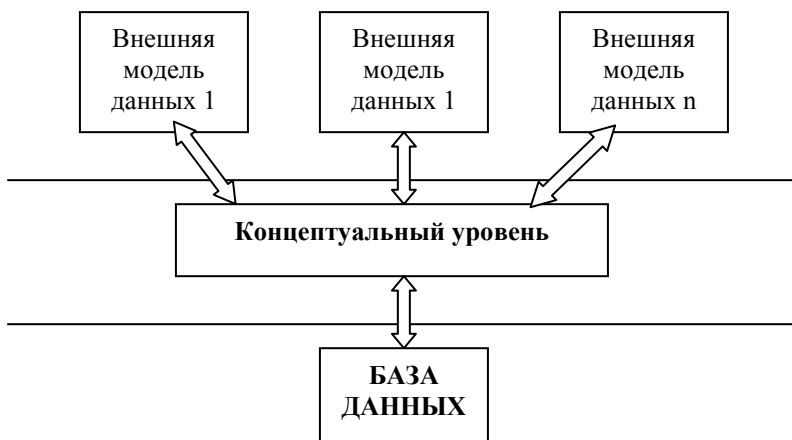 Внешняя
модель
данных 1
Внешняя
модель
данных 1
Внешняя
модель
данных n
Концептуальный уровень
БАЗА
ДАННЫХ